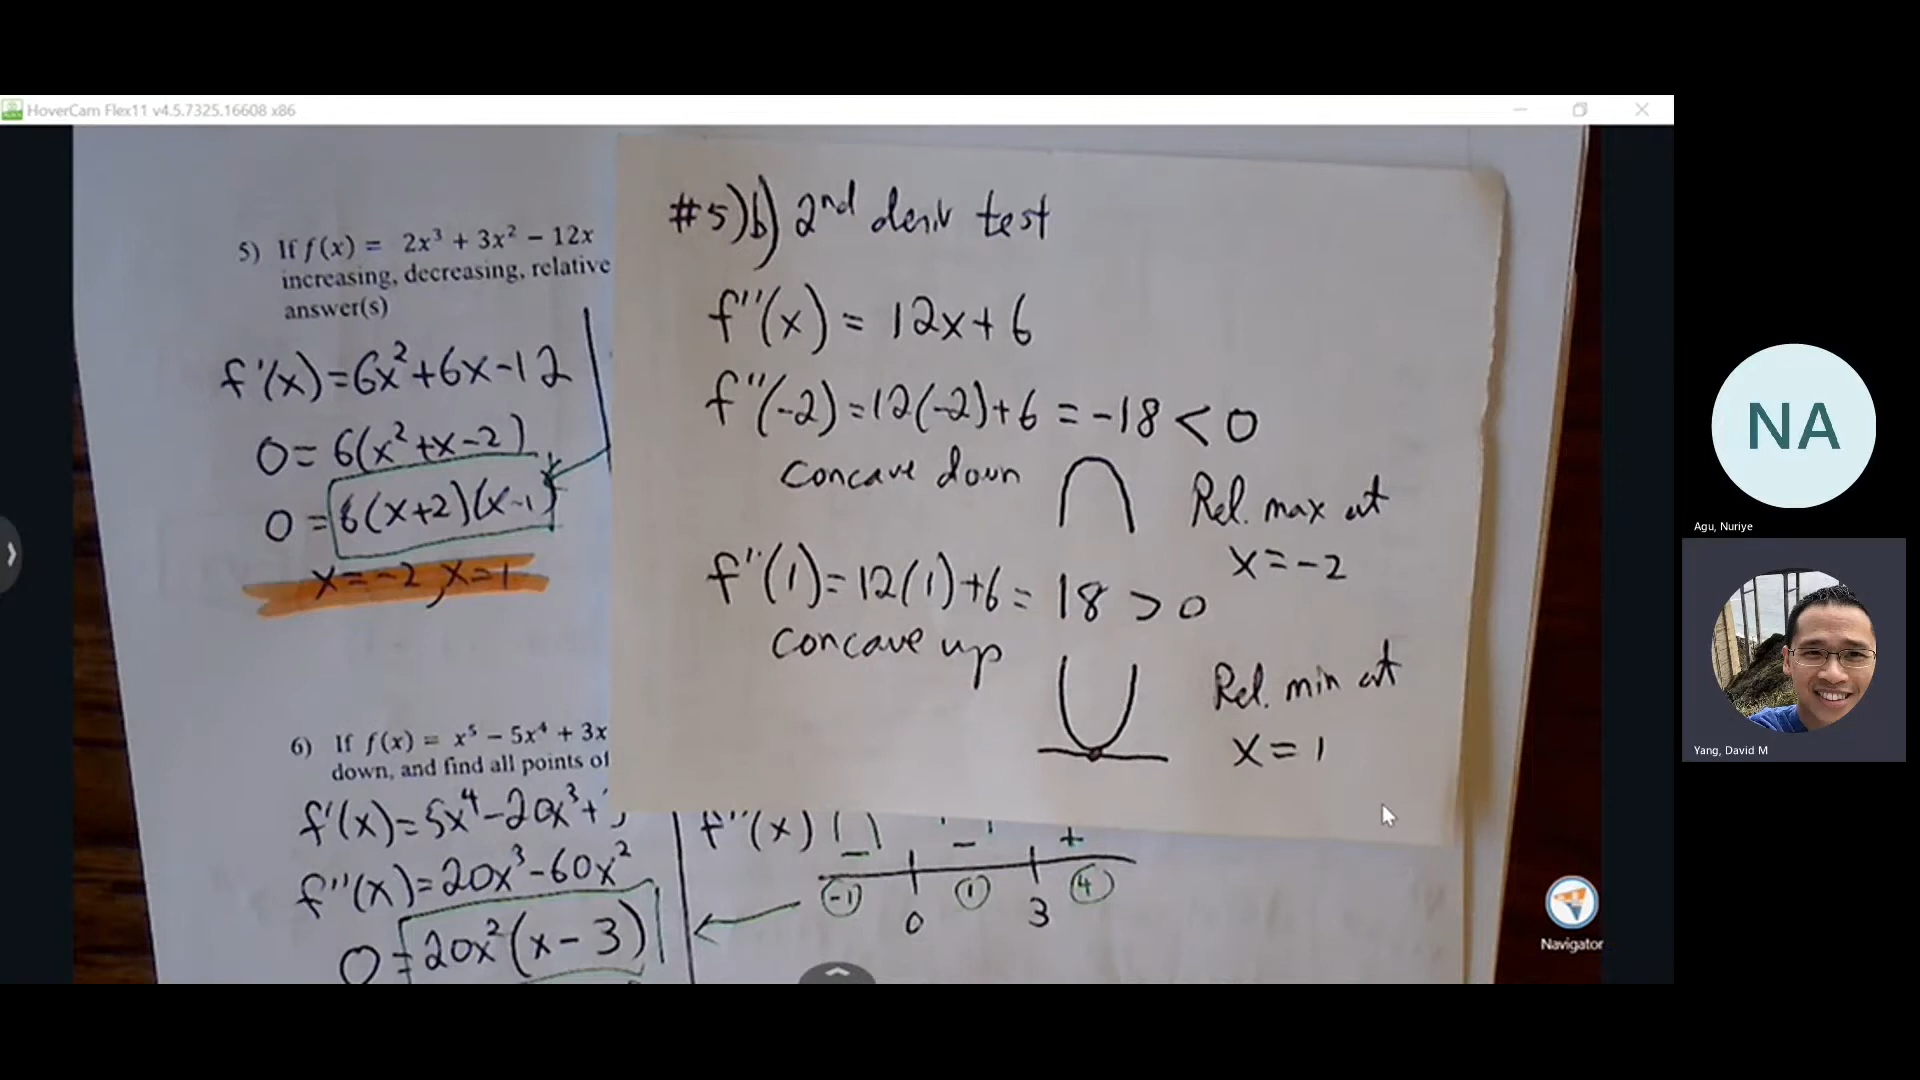 HoverCam Flex11 v4.5.7325.16608 x86
5) If f(x) = 2x³ + 3x² − 12x
increasing, decreasing, relative
answer(s)
f'(x)=6x²+6x-12
0=6(x²+x-2)
0=6(x+2)(x-1)
x=-2, x=1
#5)b) 2nd deriv test
f''(x) = 12x+6
f''(-2)=12(-2)+6 = -18 < 0
concave down
Rel. max at
x=-2
f''(1)=12(1)+6= 18 > 0
concave up
Rel. min at
x=1
6) If f(x) = x⁵ − 5x⁴ + 3x
down, and find all points of
f'(x)=5x⁴-20x³+
f''(x)=20x³-60x²
0=20x²(x-3)
f''(x)
− − +
-1 1 4
0 3
Navigator
NA
Agu, Nuriye
Yang, David M